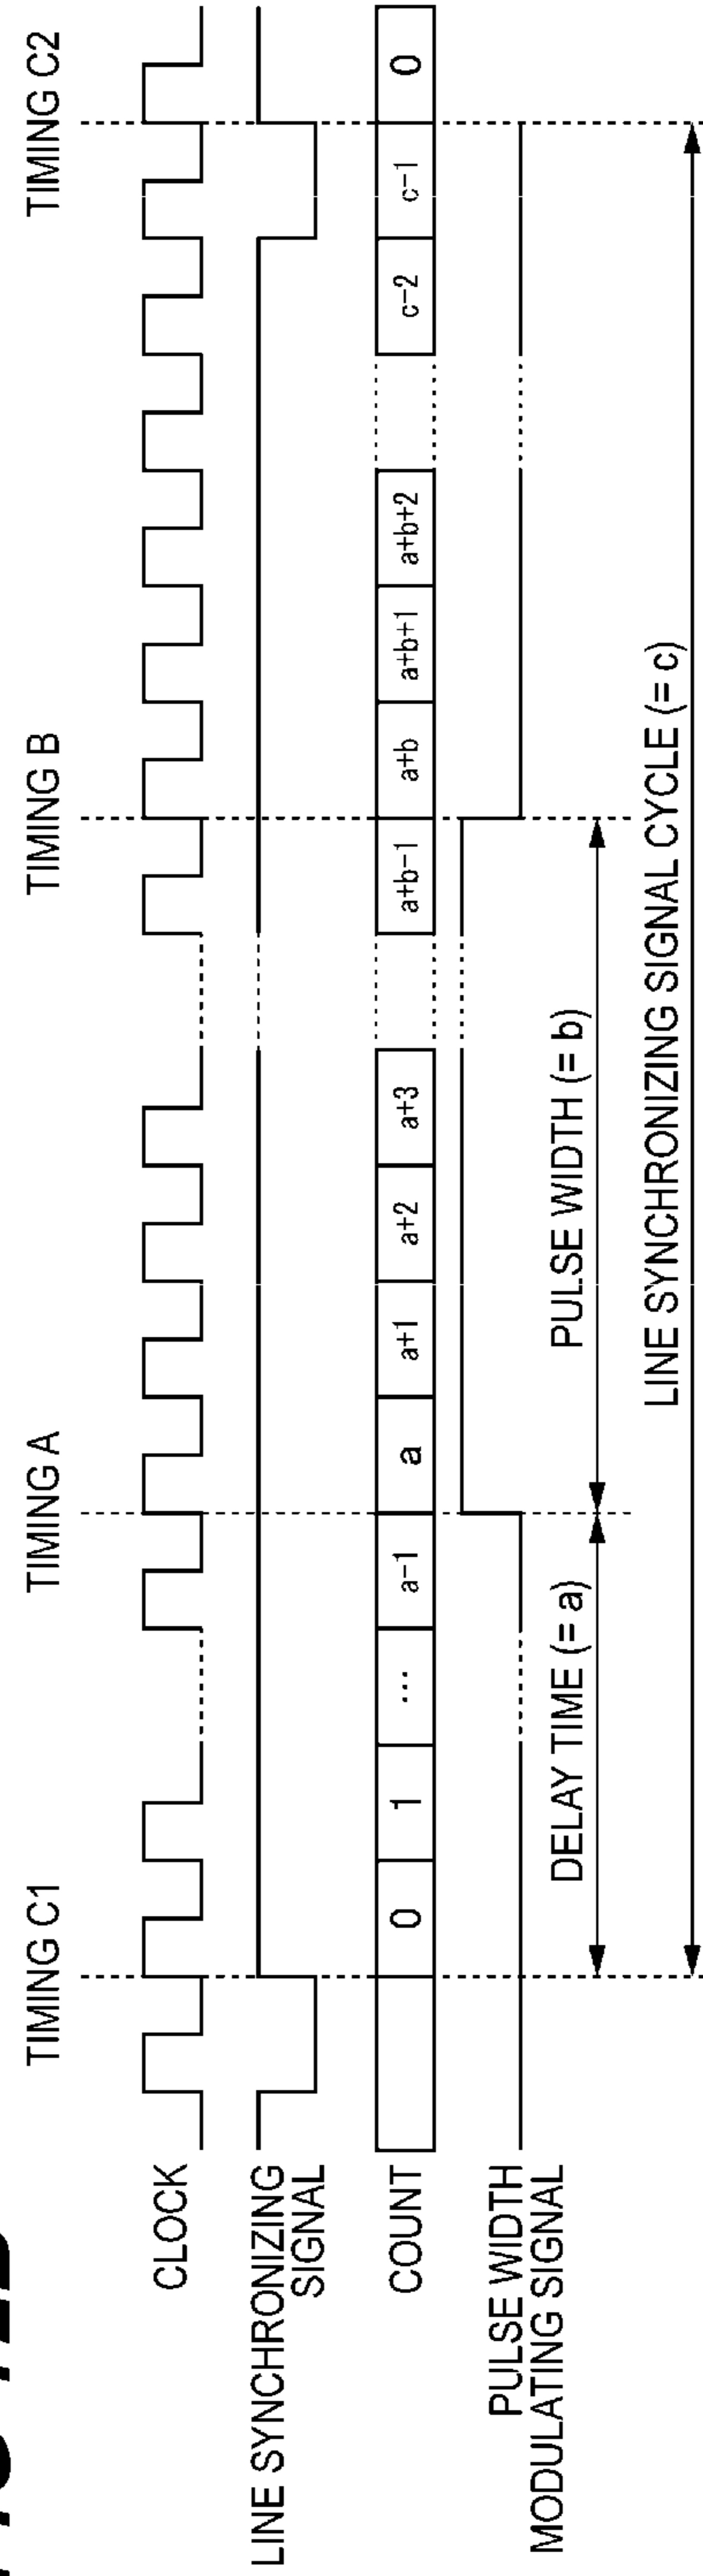 TIMING C1
TIMING A
TIMING B
TIMING C2
CLOCK
LINE SYNCHRONIZING
SIGNAL
COUNT
0
1
...
a-1
a
a+1
a+2
a+3
a+b-1
a+b
a+b+1
a+b+2
c-2
c-1
0
PULSE WIDTH
MODULATING SIGNAL
DELAY TIME (= a)
PULSE WIDTH (= b)
LINE SYNCHRONIZING SIGNAL CYCLE (= c)